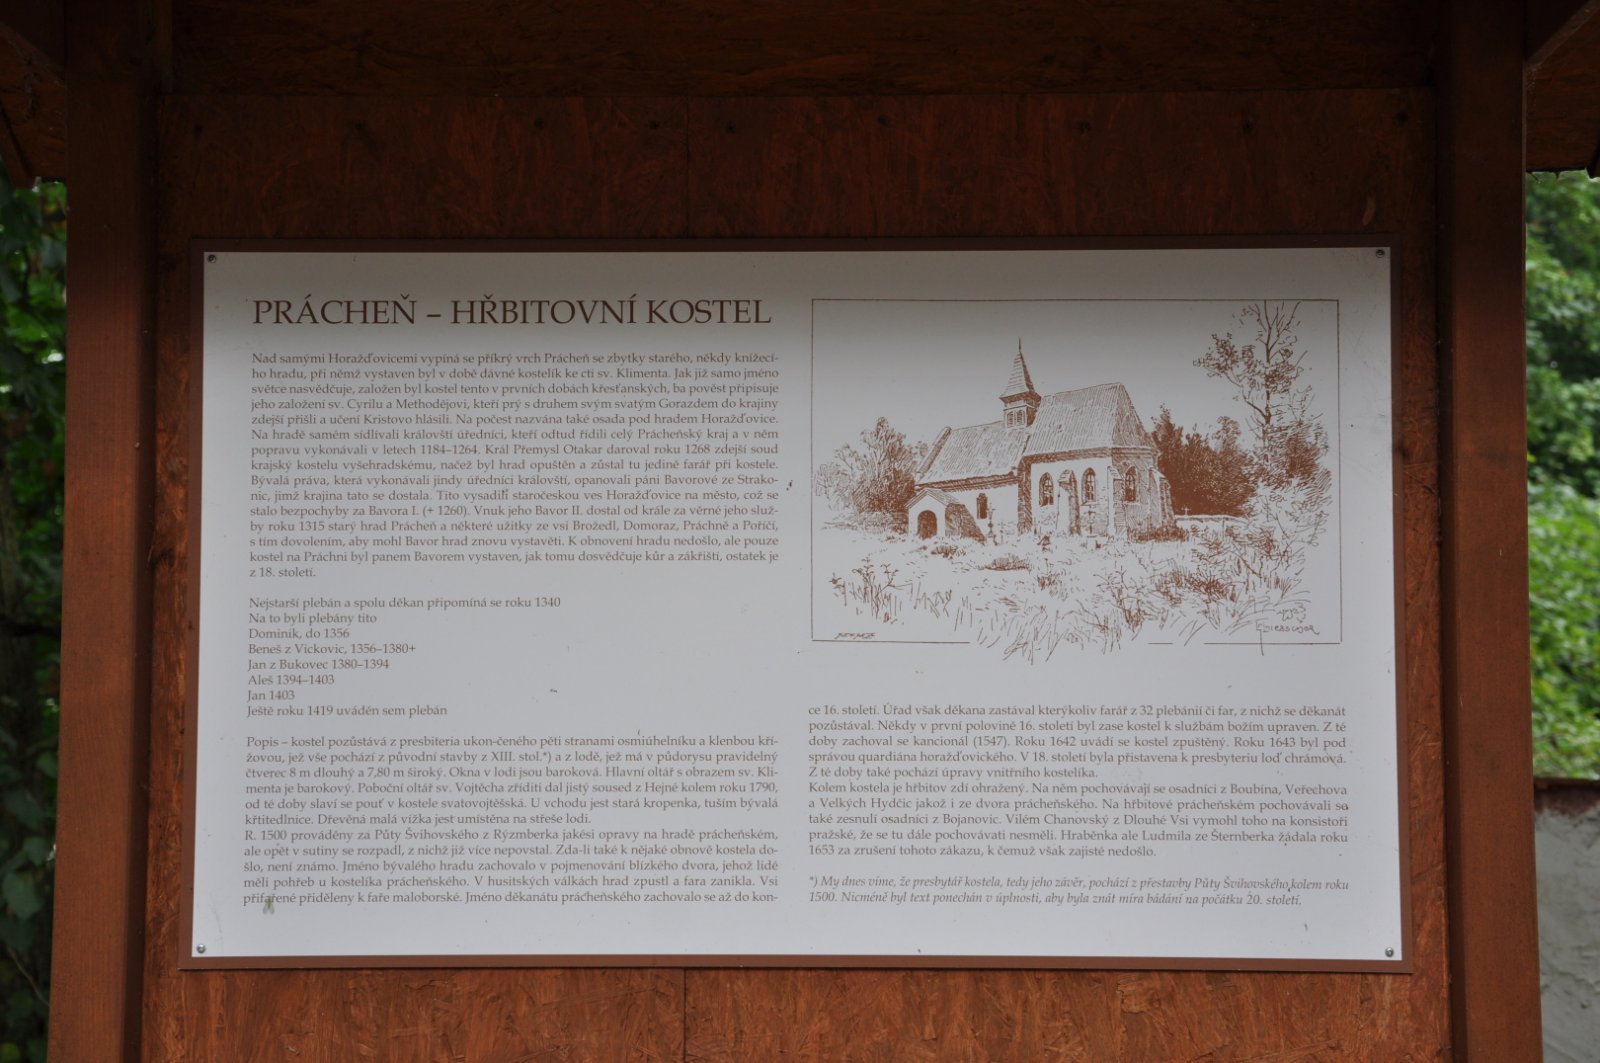 PRÁCHEŇ – HŘBITOVNÍ KOSTEL
Nad samými Horažďovicemi vypíná se příkrý vrch Prácheň se zbytky starého, někdy knížecí-
ho hradu, při němž vystaven byl v době dávné kostelík ke cti sv. Klimenta. Jak již samo jméno
světce nasvědčuje, založen byl kostel tento v prvních dobách křesťanských, ba pověst připisuje
jeho založení sv. Cyrilu a Methodějovi, kteří prý s druhem svým svatým Gorazdem do krajiny
zdejší přišli a učení Kristovo hlásili. Na počest nazvána také osada pod hradem Horažďovice.
Na hradě samém sídlívali královští úředníci, kteří odtud řídili celý Prácheňský kraj a v něm
popravu vykonávali v letech 1184–1264. Král Přemysl Otakar daroval roku 1268 zdejší soud
krajský kostelu vyšehradskému, načež byl hrad opuštěn a zůstal tu jedině farář při kostele.
Bývalá práva, která vykonávali jindy úředníci královští, opanovali páni Bavorové ze Strako-
nic, jimž krajina tato se dostala. Tito vysadili staročeskou ves Horažďovice na město, což se
stalo bezpochyby za Bavora I. (+ 1260). Vnuk jeho Bavor II. dostal od krále za věrné jeho služ-
by roku 1315 starý hrad Prácheň a některé užitky ze vsí Brožedl, Domoraz, Práchně a Poříčí,
s tím dovolením, aby mohl Bavor hrad znovu vystavěti. K obnovení hradu nedošlo, ale pouze
kostel na Práchni byl panem Bavorem vystaven, jak tomu dosvědčuje kůr a zákřiští, ostatek je
z 18. století.
Nejstarší plebán a spolu děkan připomíná se roku 1340
Na to byli plebány tito
Dominik, do 1356
Beneš z Vickovic, 1356–1380+
Jan z Bukovec 1380–1394
Aleš 1394–1403
Jan 1403
Ještě roku 1419 uváděn sem plebán
Popis – kostel pozůstává z presbiteria ukon-čeného pěti stranami osmiúhelníku a klenbou kří-
žovou, jež vše pochází z původní stavby z XIII. stol.*) a z lodě, jež má v půdorysu pravidelný
čtverec 8 m dlouhý a 7,80 m široký. Okna v lodi jsou baroková. Hlavní oltář s obrazem sv. Kli-
menta je barokový. Poboční oltář sv. Vojtěcha zříditi dal jistý soused z Hejné kolem roku 1790,
od té doby slaví se pouť v kostele svatovojtěšská. U vchodu jest stará kropenka, tuším bývalá
křtitedlnice. Dřevěná malá vížka jest umístěna na střeše lodi.
R. 1500 prováděny za Půty Švihovského z Rýzmberka jakési opravy na hradě prácheňském,
ale opět v sutiny se rozpadl, z nichž již více nepovstal. Zda-li také k nějaké obnově kostela do-
šlo, není známo. Jméno bývalého hradu zachovalo v pojmenování blízkého dvora, jehož lidé
měli pohřeb u kostelíka prácheňského. V husitských válkách hrad zpustl a fara zanikla. Vsi
přifařené přiděleny k faře maloborské. Jméno děkanátu prácheňského zachovalo se až do kon-
ce 16. století. Úřad však děkana zastával kterýkoliv farář z 32 plebánií či far, z nichž se děkanát
pozůstával. Někdy v první polovině 16. století byl zase kostel k službám božím upraven. Z té
doby zachoval se kancionál (1547). Roku 1642 uvádí se kostel zpuštěný. Roku 1643 byl pod
správou quardiána horažďovického. V 18. století byla přistavena k presbyteriu loď chrámová.
Z té doby také pochází úpravy vnitřního kostelíka.
Kolem kostela je hřbitov zdí ohražený. Na něm pochovávají se osadníci z Boubína, Veřechova
a Velkých Hydčic jakož i ze dvora prácheňského. Na hřbitově prácheňském pochovávali se
také zesnulí osadníci z Bojanovic. Vilém Chanovský z Dlouhé Vsi vymohl toho na konsistoři
pražské, že se tu dále pochovávati nesměli. Hraběnka ale Ludmila ze Šternberka žádala roku
1653 za zrušení tohoto zákazu, k čemuž však zajisté nedošlo.
*) My dnes víme, že presbytář kostela, tedy jeho závěr, pochází z přestavby Půty Švihovského kolem roku
1500. Nicméně byl text ponechán v úplnosti, aby byla znát míra bádání na počátku 20. století.